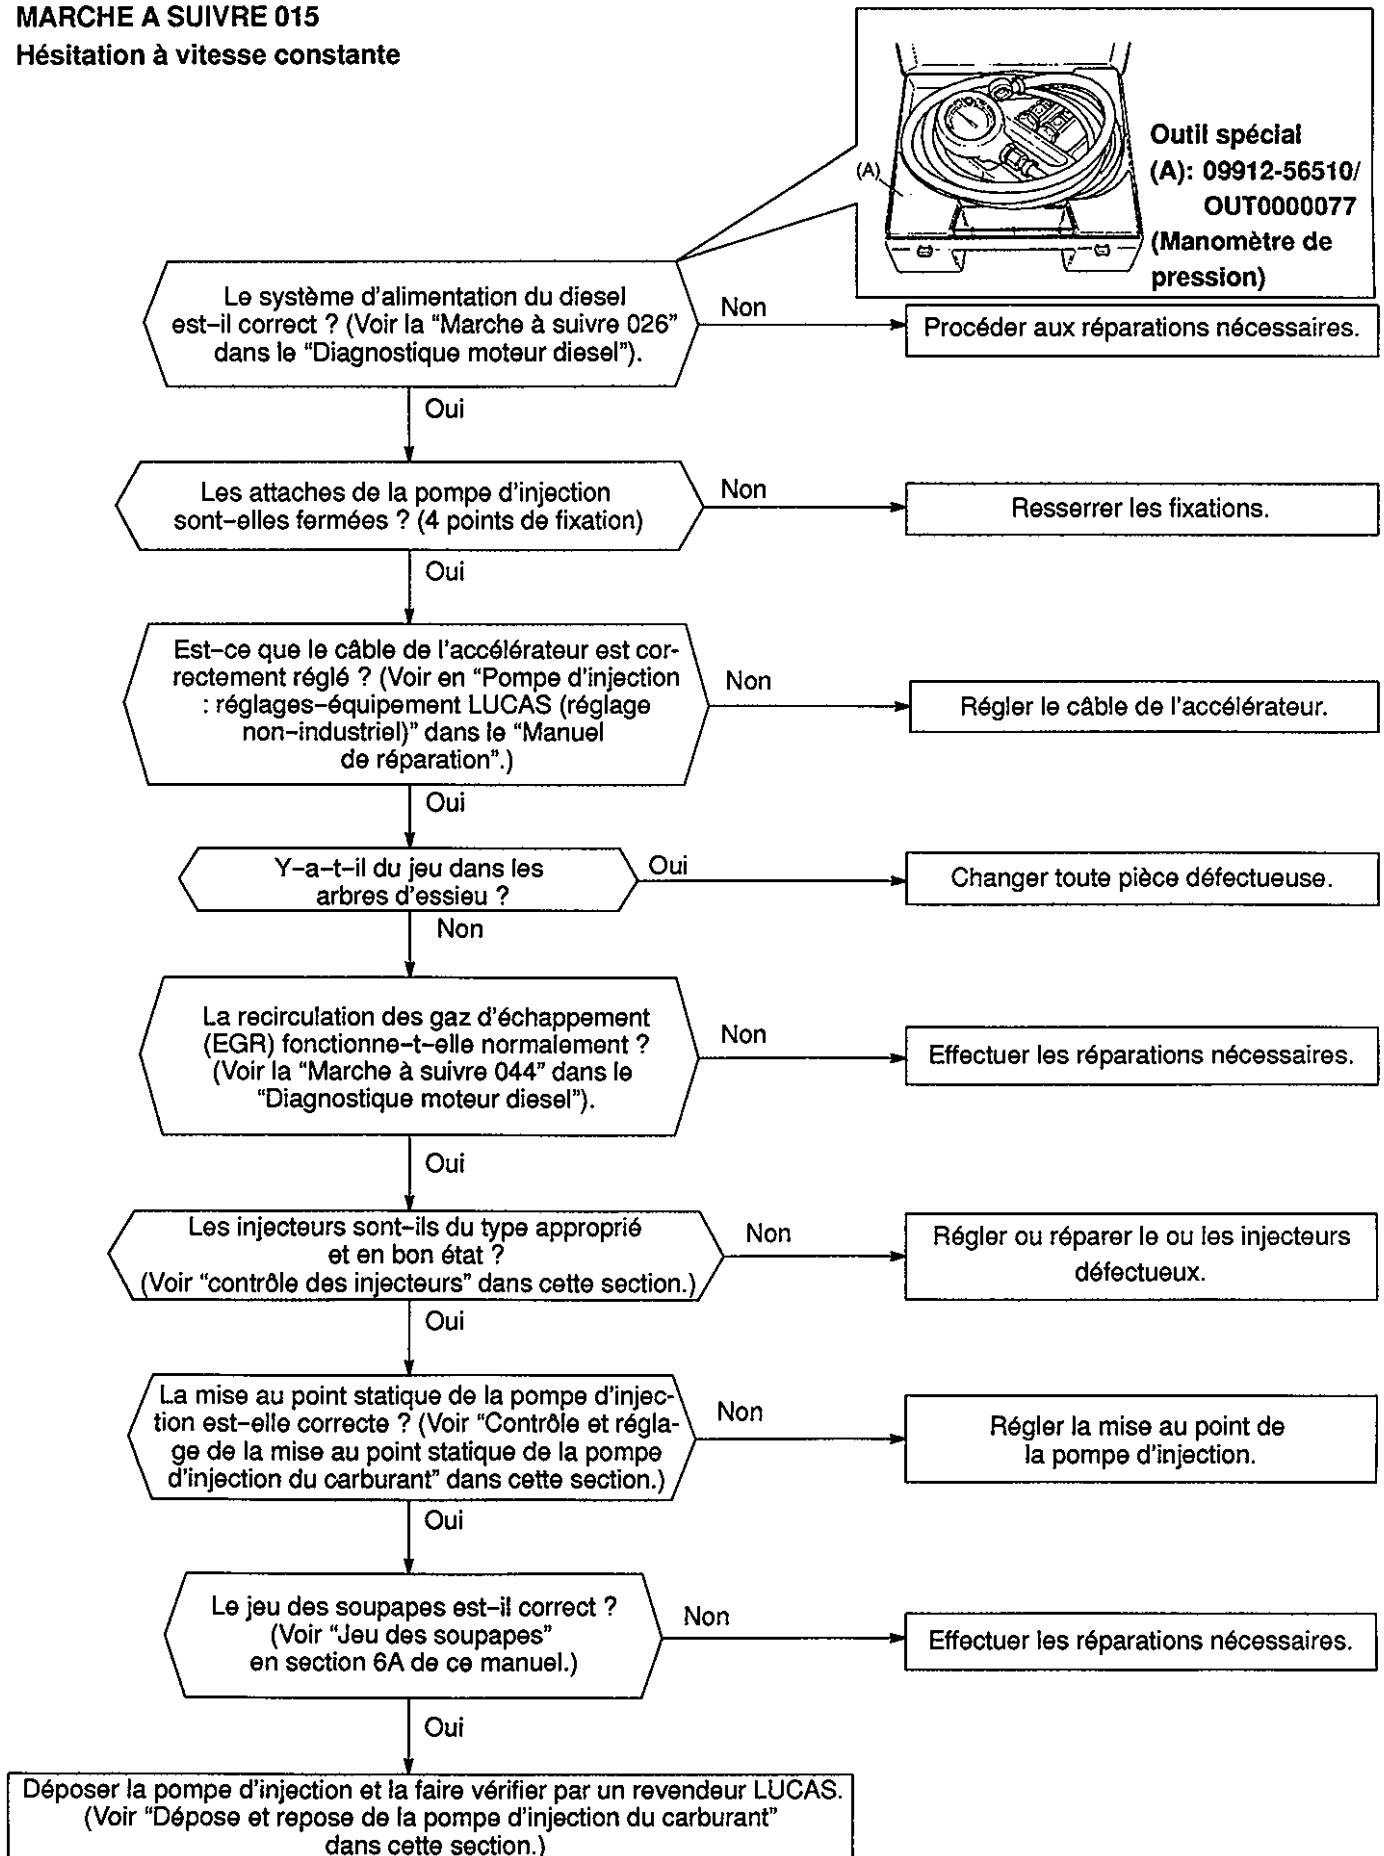 MARCHE A SUIVRE 015
Hésitation à vitesse constante
(A)
Outil spécial
(A): 09912-56510/
OUT0000077
(Manomètre de
pression)
Le système d'alimentation du diesel
est-il correct ? (Voir la “Marche à suivre 026”
dans le “Diagnostique moteur diesel”).
Non
Procéder aux réparations nécessaires.
Oui
Les attaches de la pompe d'injection
sont-elles fermées ? (4 points de fixation)
Non
Resserrer les fixations.
Oui
Est-ce que le câble de l'accélérateur est cor-
rectement réglé ? (Voir en “Pompe d'injection
: réglages-équipement LUCAS (réglage
non-industriel)” dans le “Manuel
de réparation”.)
Non
Régler le câble de l'accélérateur.
Oui
Y-a-t-il du jeu dans les
arbres d'essieu ?
Oui
Changer toute pièce défectueuse.
Non
La recirculation des gaz d'échappement
(EGR) fonctionne-t-elle normalement ?
(Voir la “Marche à suivre 044” dans le
“Diagnostique moteur diesel”).
Non
Effectuer les réparations nécessaires.
Oui
Les injecteurs sont-ils du type approprié
et en bon état ?
(Voir “contrôle des injecteurs” dans cette section.)
Non
Régler ou réparer le ou les injecteurs
défectueux.
Oui
La mise au point statique de la pompe d'injec-
tion est-elle correcte ? (Voir “Contrôle et régla-
ge de la mise au point statique de la pompe
d'injection du carburant” dans cette section.)
Non
Régler la mise au point de
la pompe d'injection.
Oui
Le jeu des soupapes est-il correct ?
(Voir “Jeu des soupapes”
en section 6A de ce manuel.)
Non
Effectuer les réparations nécessaires.
Oui
Déposer la pompe d'injection et la faire vérifier par un revendeur LUCAS.
(Voir “Dépose et repose de la pompe d'injection du carburant”
dans cette section.)